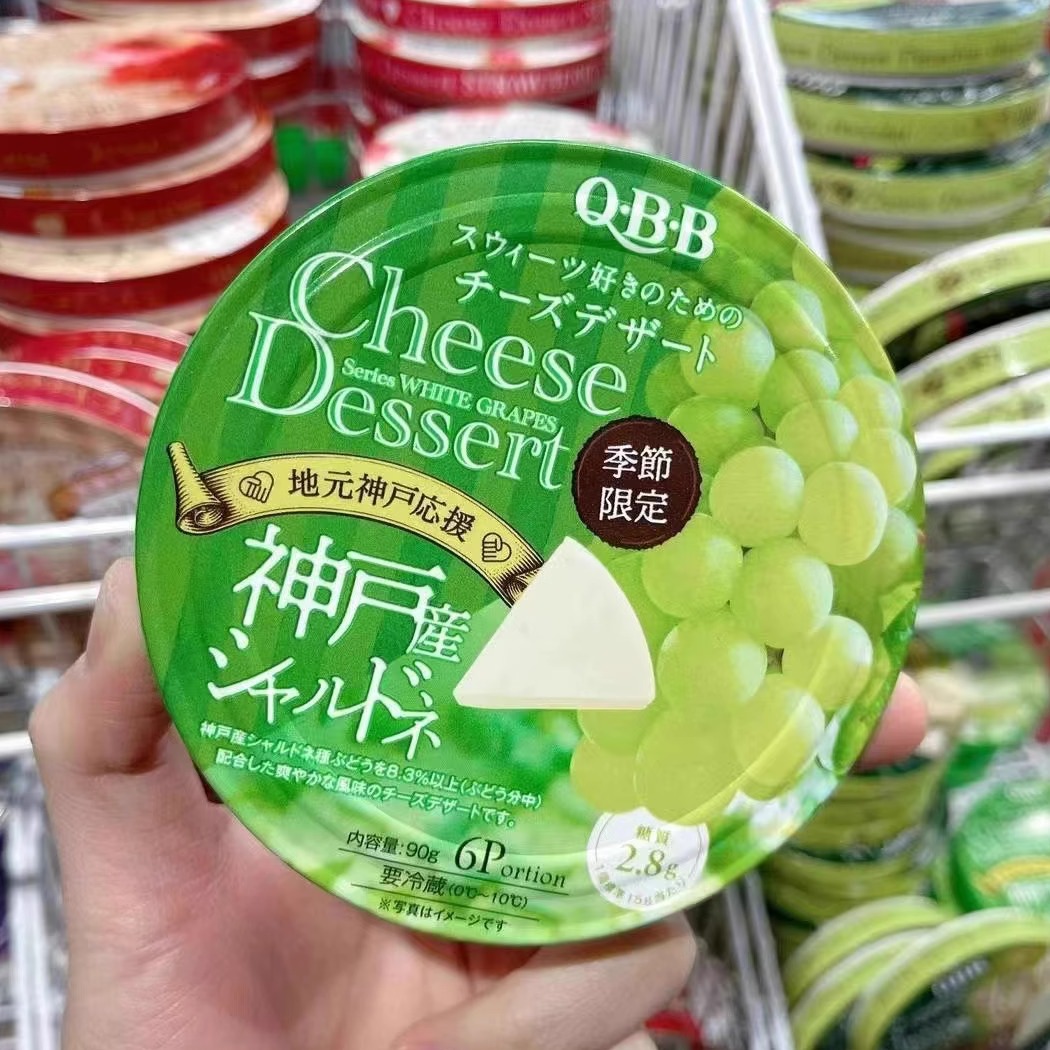 Q·B·B
スウィーツ好きのための
チーズデザート
Cheese
Series WHITE GRAPES
Dessert
季節
限定
地元神戸応援
神戸産
シャルドネ
神戸産シャルドネ種ぶどうを8.3%以上(ぶどう分中)
配合した爽やかな風味のチーズデザートです。
内容量:90g 6Portion
要冷蔵(0℃~10℃)
※写真はイメージです
糖質
2.8g